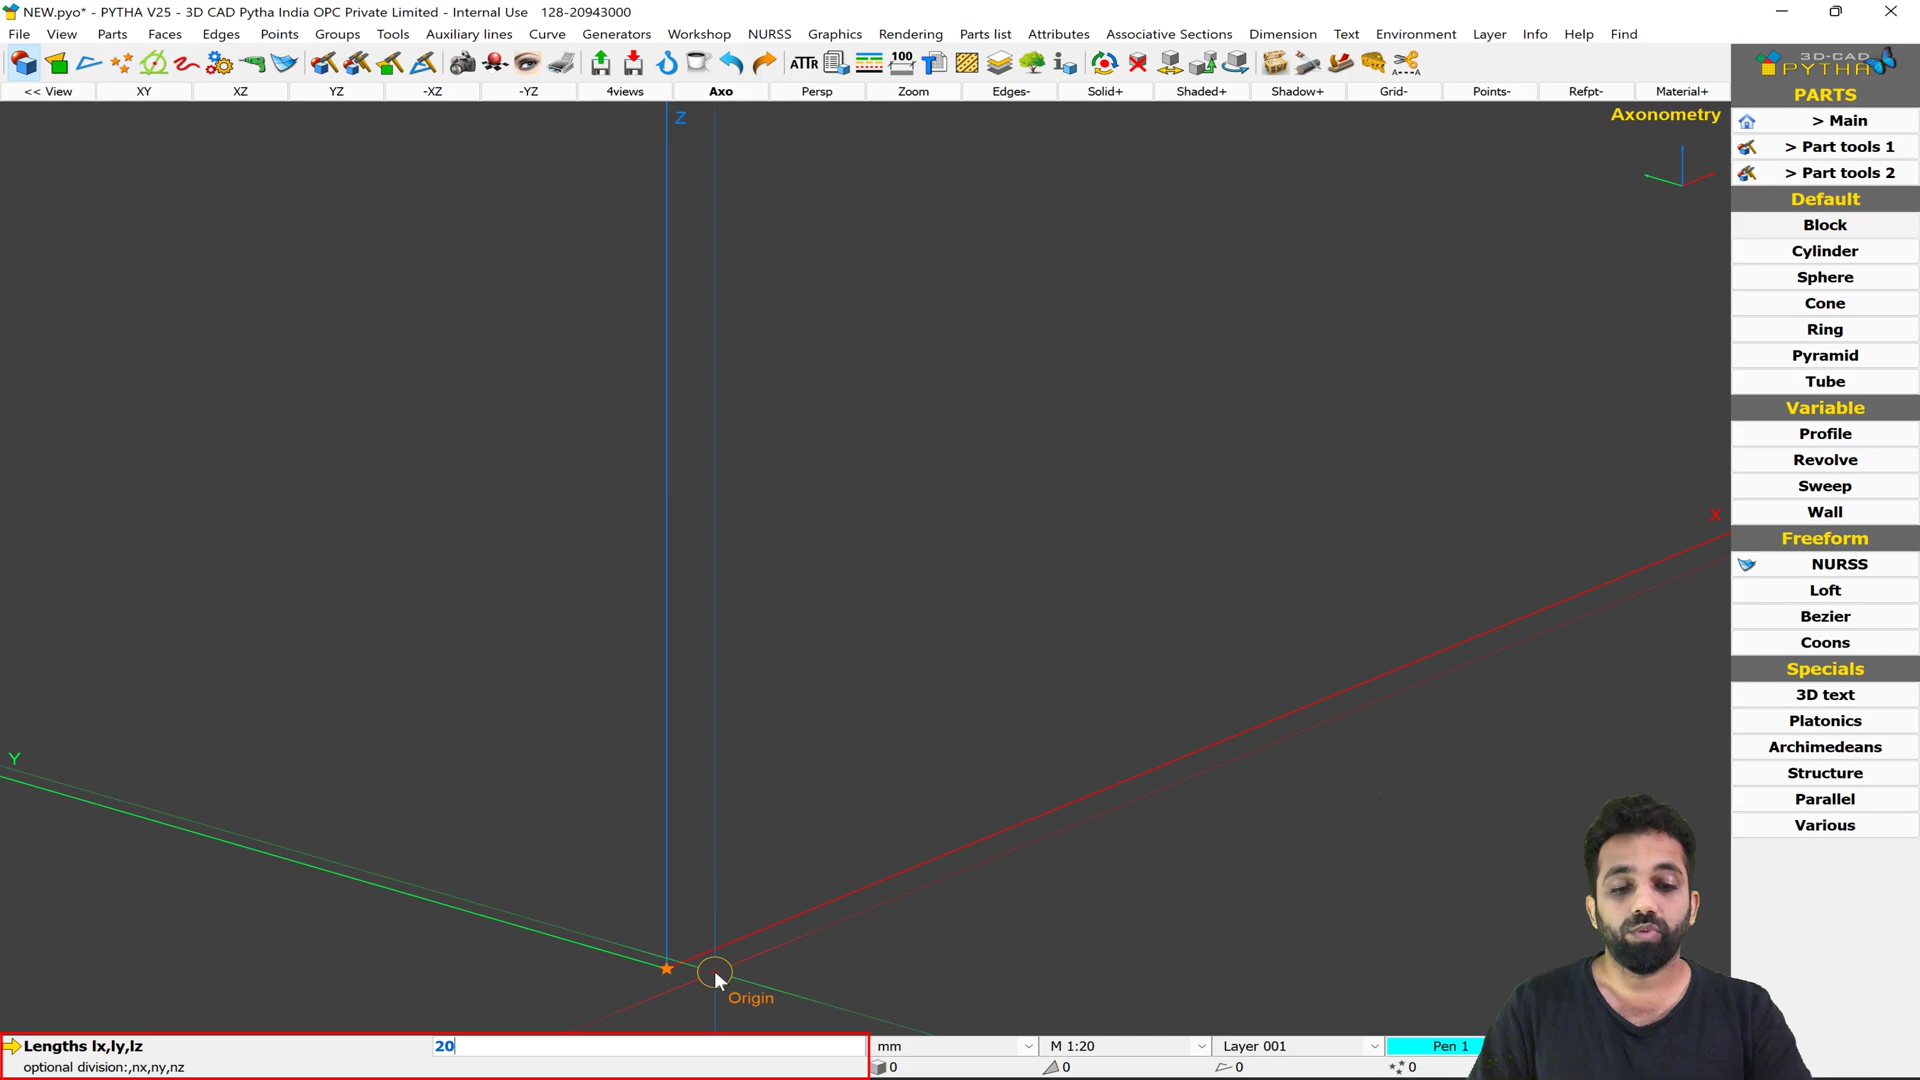 NEW.pyo* - PYTHA V25 - 3D CAD Pytha India OPC Private Limited - Internal Use 128-20943000
File View Parts Faces Edges Points Groups Tools Auxiliary lines Curve Generators Workshop NURSS Graphics Rendering Parts list Attributes Associative Sections Dimension Text Environment Layer Info Help Find
ATTR 100
3D-CAD
PYTHA
<< View XY XZ YZ -XZ -YZ 4views Axo Persp Zoom Edges- Solid+ Shaded+ Shadow+ Grid- Points- Refpt- Material+
PARTS
Axonometry
Z
> Main
> Part tools 1
> Part tools 2
Default
Block
Cylinder
Sphere
Cone
Ring
Pyramid
Tube
Variable
Profile
Revolve
Sweep
Wall
X
Freeform
NURSS
Loft
Bezier
Coons
Specials
3D text
Platonics
Archimedeans
Y
Structure
Parallel
Various
Origin
Lengths lx,ly,lz 20 mm M 1:20 Layer 001 Pen 1
optional division:,nx,ny,nz 0 0 0 0